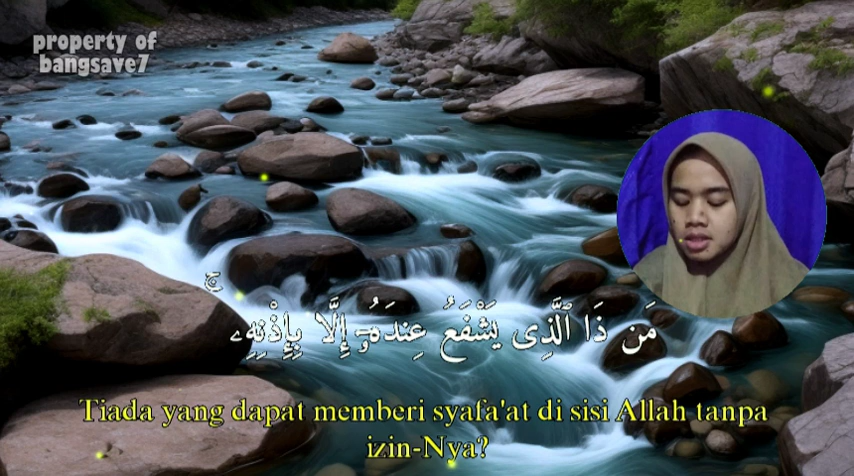 property of
bangsave7
مَن ذَا ٱلَّذِى يَشْفَعُ عِندَهُۥٓ إِلَّا بِإِذْنِهِۦ ۚ
Tiada yang dapat memberi syafa'at di sisi Allah tanpa
izin-Nya?